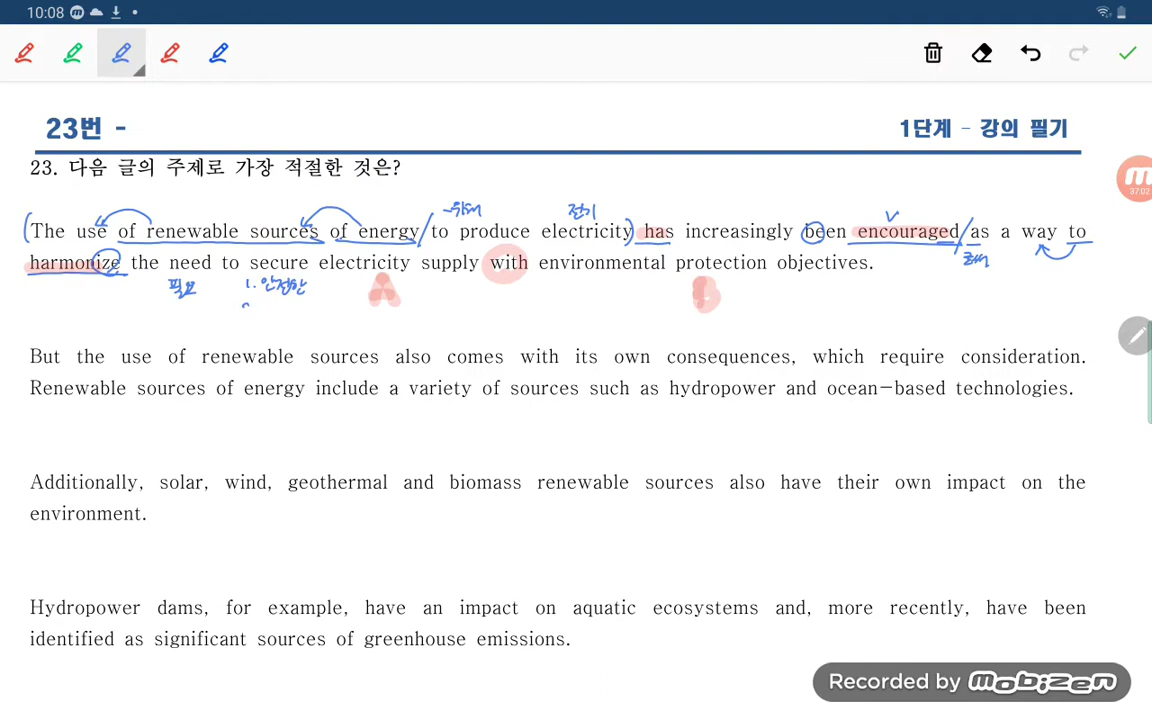 10:08
23번 -
1단계 - 강의 필기
23. 다음 글의 주제로 가장 적절한 것은?
~위해 전기
(The use of renewable sources of energy/ to produce electricity) has increasingly been encouraged/as a way to
harmonize the need to secure electricity supply with environmental protection objectives.
필요 1. 안정한 A B
37:02
But the use of renewable sources also comes with its own consequences, which require consideration.
Renewable sources of energy include a variety of sources such as hydropower and ocean-based technologies.
Additionally, solar, wind, geothermal and biomass renewable sources also have their own impact on the
environment.
Hydropower dams, for example, have an impact on aquatic ecosystems and, more recently, have been
identified as significant sources of greenhouse emissions.
Recorded by mobizen